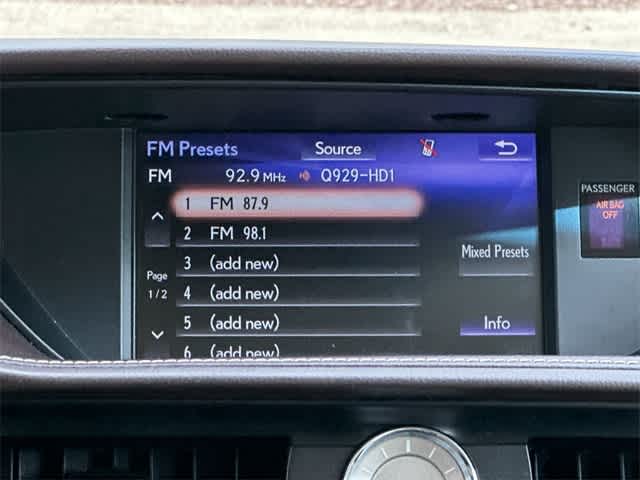 FM Presets Source
FM 92.9 MHz Q929-HD1
1 FM 87.9
2 FM 98.1
3 (add new)
4 (add new)
5 (add new)
6 (add new)
Page
1/2
Mixed Presets
Info
PASSENGER
AIR BAG
OFF